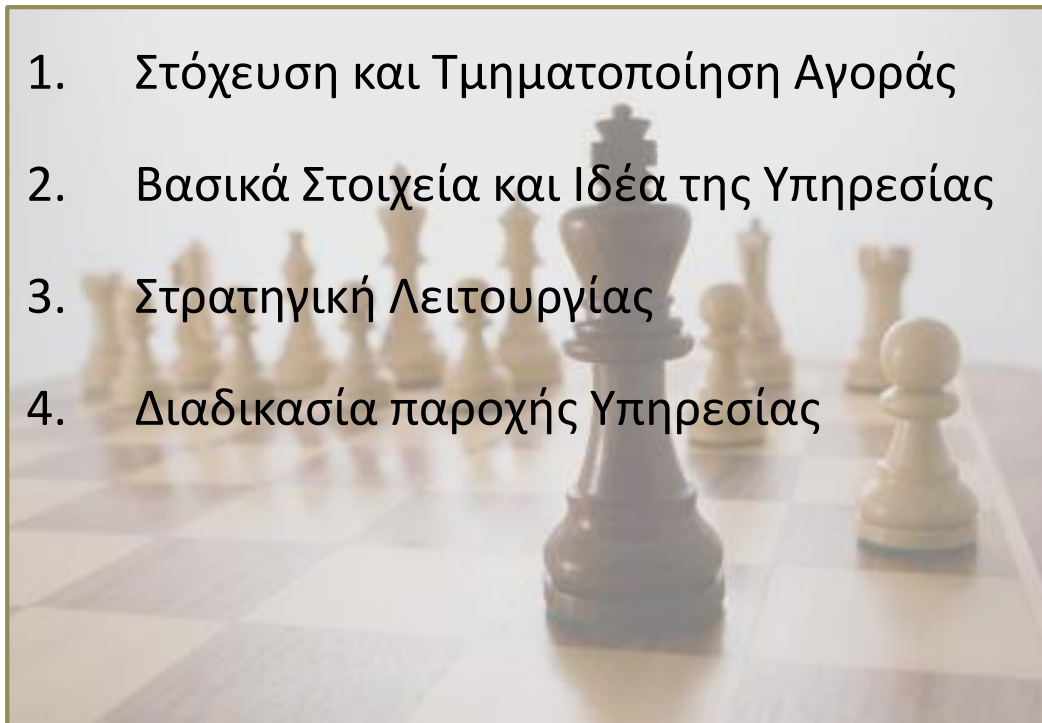 1. Στόχευση και Τμηματοποίηση Αγοράς
2. Βασικά Στοιχεία και Ιδέα της Υπηρεσίας
3. Στρατηγική Λειτουργίας
4. Διαδικασία παροχής Υπηρεσίας